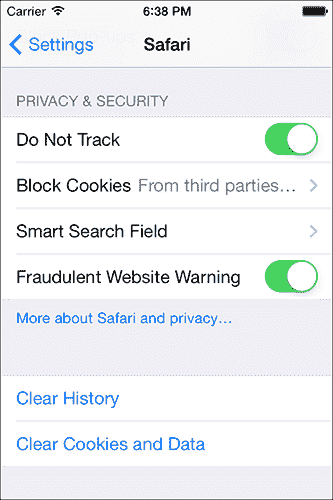 Carrier 6:38 PM
Settings Safari
PRIVACY & SECURITY
Do Not Track
Block Cookies From third parties…
Smart Search Field
Fraudulent Website Warning
More about Safari and privacy…
Clear History
Clear Cookies and Data